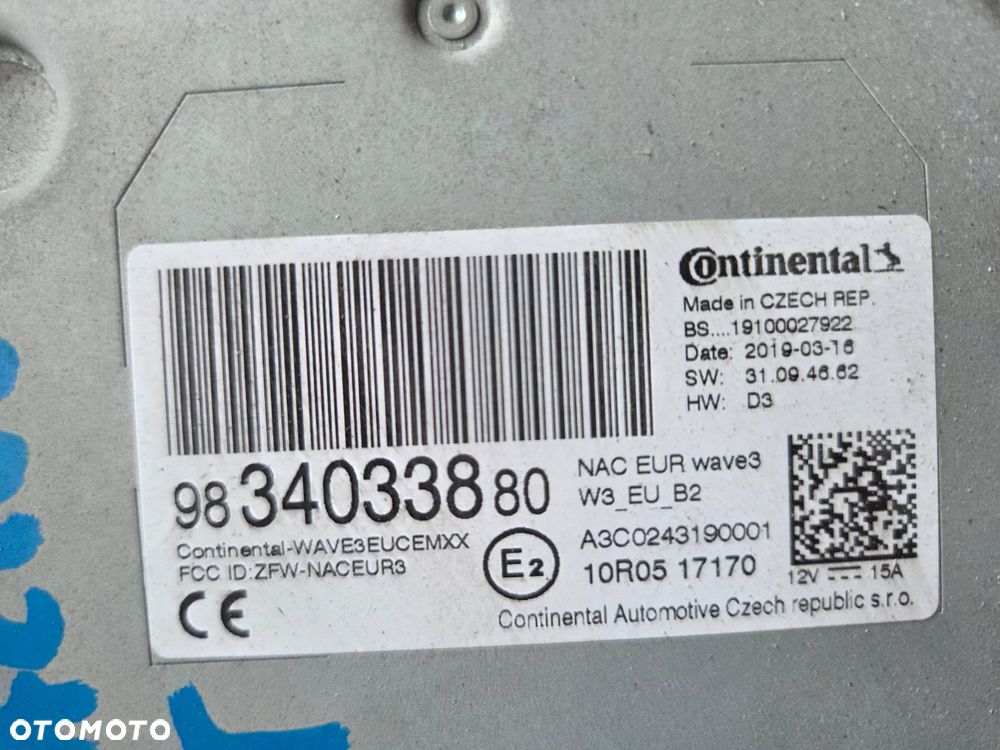 Continental
Made in CZECH REP.
BS....19100027922
Date: 2019-03-16
SW: 31.09.46.62
HW: D3
98 340338 80
NAC EUR wave3
W3_EU_B2
Continental-WAVE3EUCEMXX
FCC ID:ZFW-NACEUR3
E2
A3C0243190001
10R05 17170
12V 15A
CE
Continental Automotive Czech republic s.r.o.
OTOMOTO